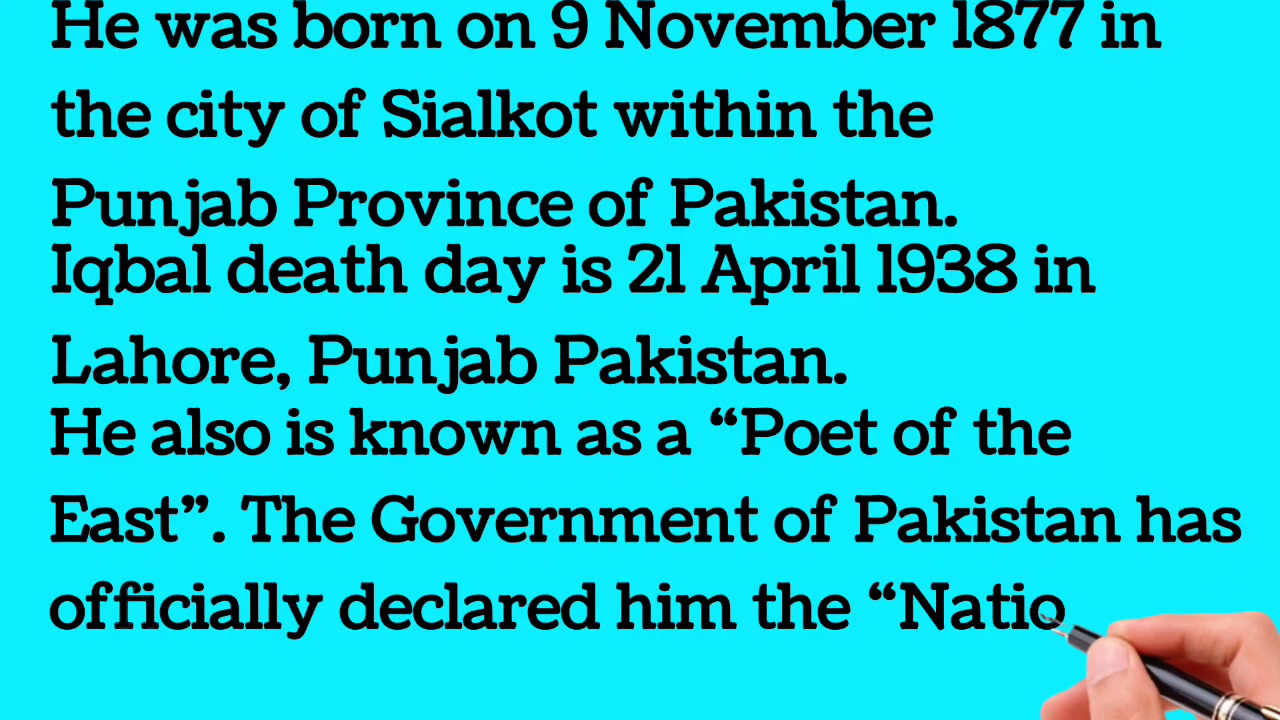 He was born on 9 November 1877 in
the city of Sialkot within the
Punjab Province of Pakistan.
Iqbal death day is 21 April 1938 in
Lahore, Punjab Pakistan.
He also is known as a “Poet of the
East”. The Government of Pakistan has
officially declared him the “Natio